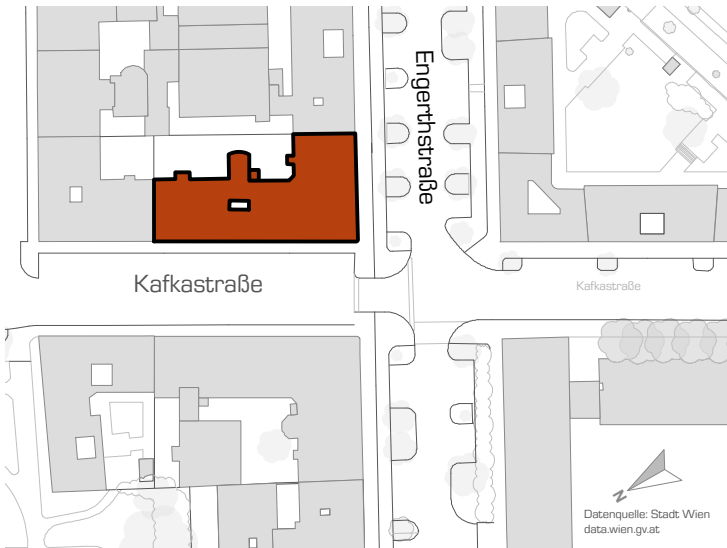 Engerthstraße
Kafkastraße
Kafkastraße
N
Datenquelle: Stadt Wien
data.wien.gv.at